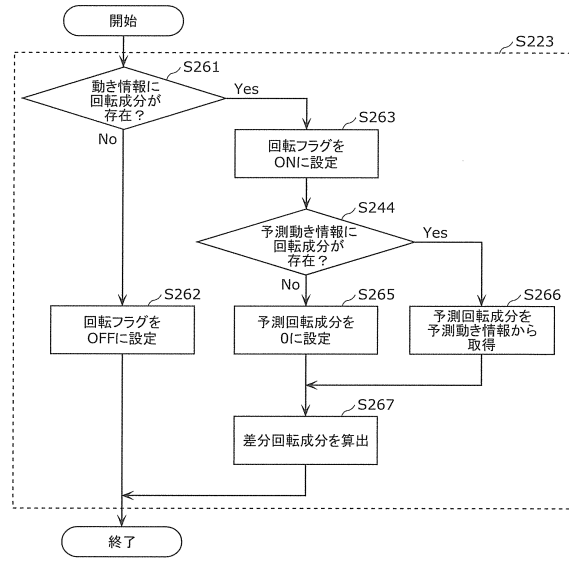 開始
S223
S261
動き情報に
回転成分が
存在？
Yes
No
S263
回転フラグを
ONに設定
S244
予測動き情報に
回転成分が
存在？
Yes
No
S262
回転フラグを
OFFに設定
S265
予測回転成分を
0に設定
S266
予測回転成分を
予測動き情報から
取得
S267
差分回転成分を算出
終了